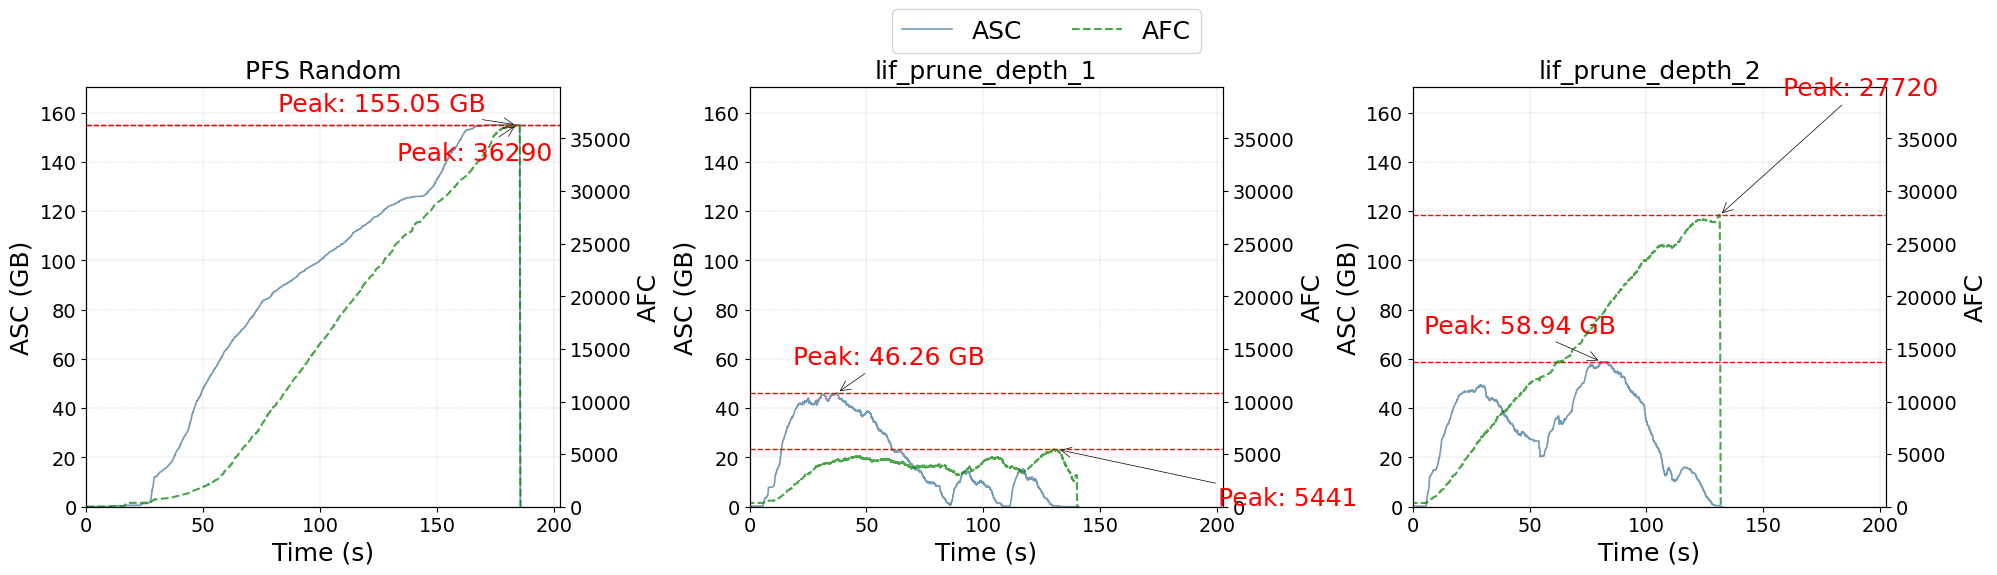 ASC AFC
PFS Random
Peak: 155.05 GB
Peak: 36290
ASC (GB)
160
140
120
100
80
60
40
20
0
35000
30000
25000
20000
15000
10000
5000
0
AFC
0 50 100 150 200
Time (s)
lif_prune_depth_1
Peak: 46.26 GB
Peak: 5441
ASC (GB)
160
140
120
100
80
60
40
20
0
35000
30000
25000
20000
15000
10000
5000
0
AFC
0 50 100 150 200
Time (s)
lif_prune_depth_2
Peak: 27720
Peak: 58.94 GB
ASC (GB)
160
140
120
100
80
60
40
20
0
35000
30000
25000
20000
15000
10000
5000
0
AFC
0 50 100 150 200
Time (s)